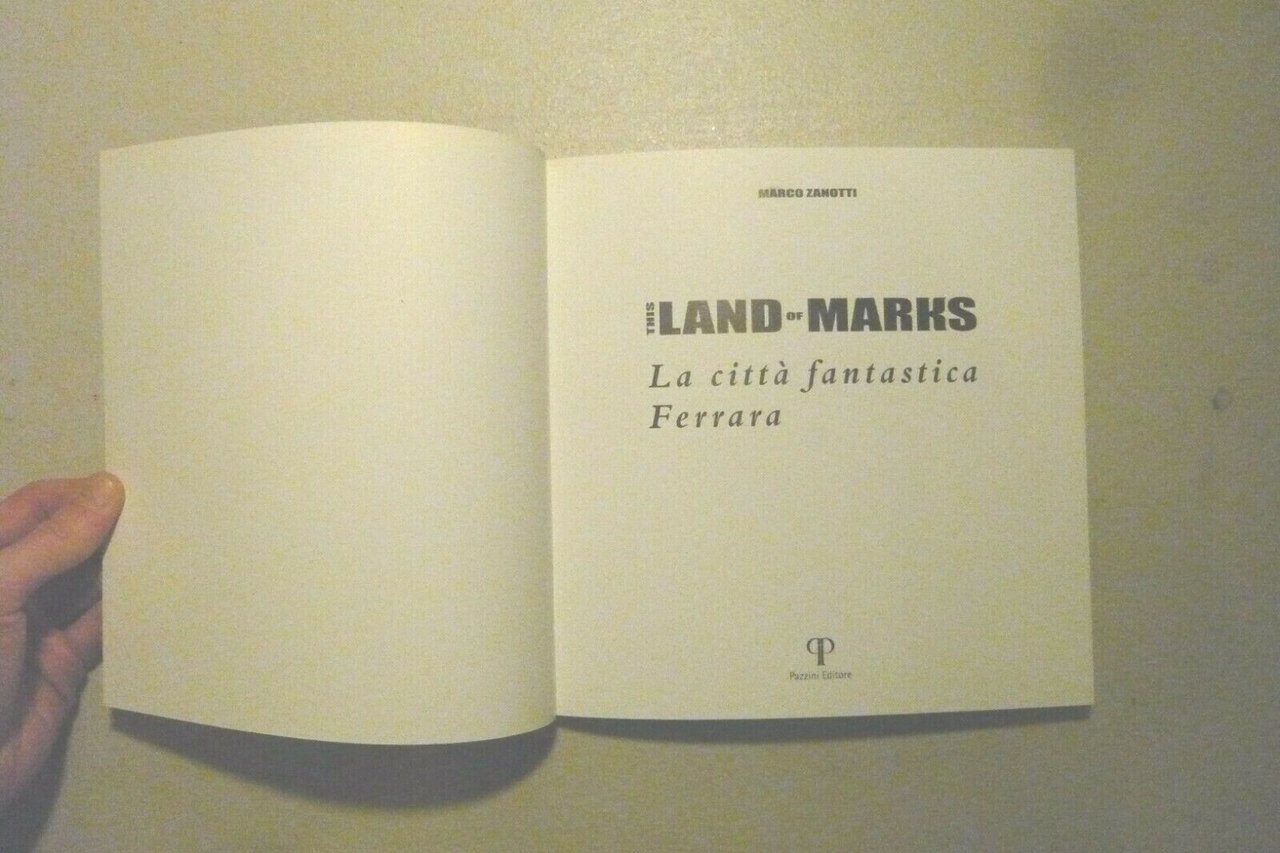 MARCO ZANOTTI
THIS LAND OF MARKS
La città fantastica
Ferrara
Pazzini Editore